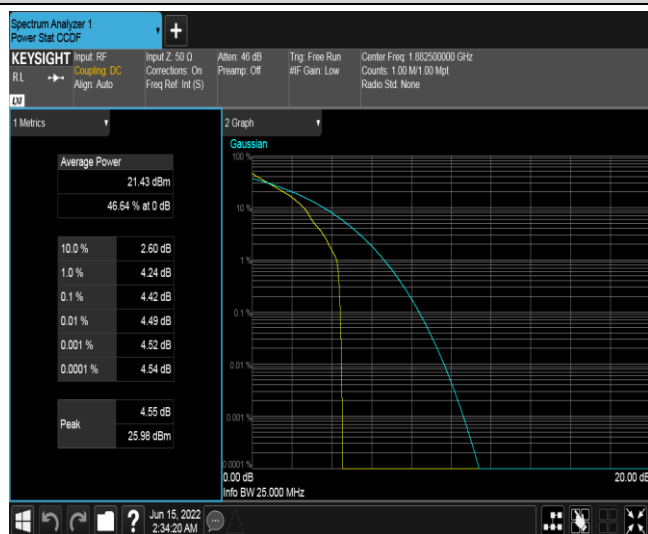 Spectrum Analyzer 1
Power Stat CCDF
+
KEYSIGHT
RL
LXI
Input: RF
Coupling: DC
Align: Auto
Input Z: 50 Ω
Corrections: On
Freq Ref: Int (S)
Atten: 46 dB
Preamp: Off
Trig: Free Run
#IF Gain: Low
Center Freq: 1.882500000 GHz
Counts: 1.00 M/1.00 Mpt
Radio Std: None
1 Metrics
Average Power
21.43 dBm
46.64 % at 0 dB
10.0 % 2.60 dB
1.0 % 4.24 dB
0.1 % 4.42 dB
0.01 % 4.49 dB
0.001 % 4.52 dB
0.0001 % 4.54 dB
Peak
4.55 dB
25.98 dBm
2 Graph
Gaussian
100 %
10 %
1 %
0.1 %
0.01 %
0.001 %
0.0001 %
0.00 dB 20.00 dB
Info BW 25.000 MHz
?
Jun 15, 2022
2:34:20 AM